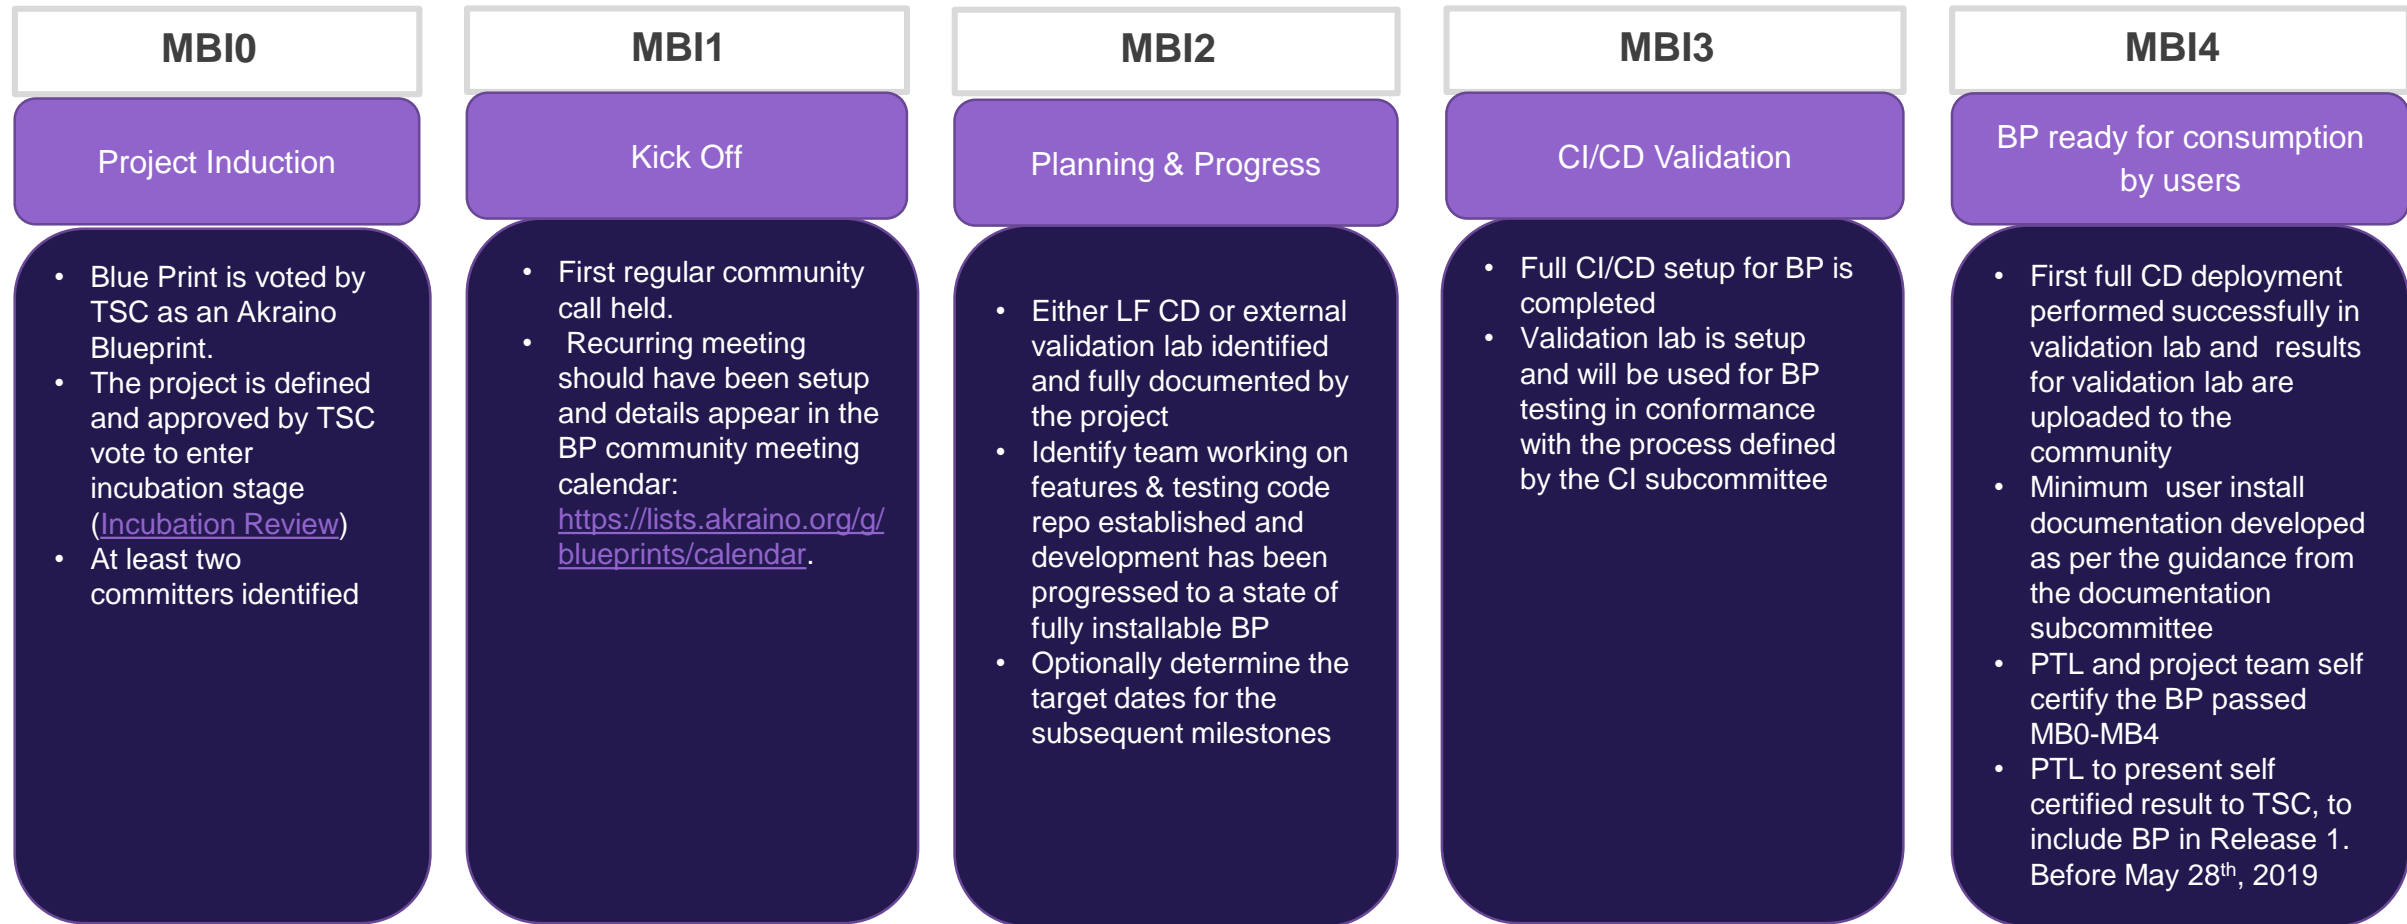 MBI0
Project Induction
• Blue Print is voted by
TSC as an Akraino
Blueprint.
• The project is defined
and approved by TSC
vote to enter
incubation stage
(Incubation Review)
• At least two
committers identified
MBI1
Kick Off
• First regular community
call held.
• Recurring meeting
should have been setup
and details appear in the
BP community meeting
calendar:
https://lists.akraino.org/g/
blueprints/calendar.
MBI2
Planning & Progress
• Either LF CD or external
validation lab identified
and fully documented by
the project
• Identify team working on
features & testing code
repo established and
development has been
progressed to a state of
fully installable BP
• Optionally determine the
target dates for the
subsequent milestones
MBI3
CI/CD Validation
• Full CI/CD setup for BP is
completed
• Validation lab is setup
and will be used for BP
testing in conformance
with the process defined
by the CI subcommittee
MBI4
BP ready for consumption
by users
• First full CD deployment
performed successfully in
validation lab and results
for validation lab are
uploaded to the
community
• Minimum user install
documentation developed
as per the guidance from
the documentation
subcommittee
• PTL and project team self
certify the BP passed
MB0-MB4
• PTL to present self
certified result to TSC, to
include BP in Release 1.
Before May 28th, 2019